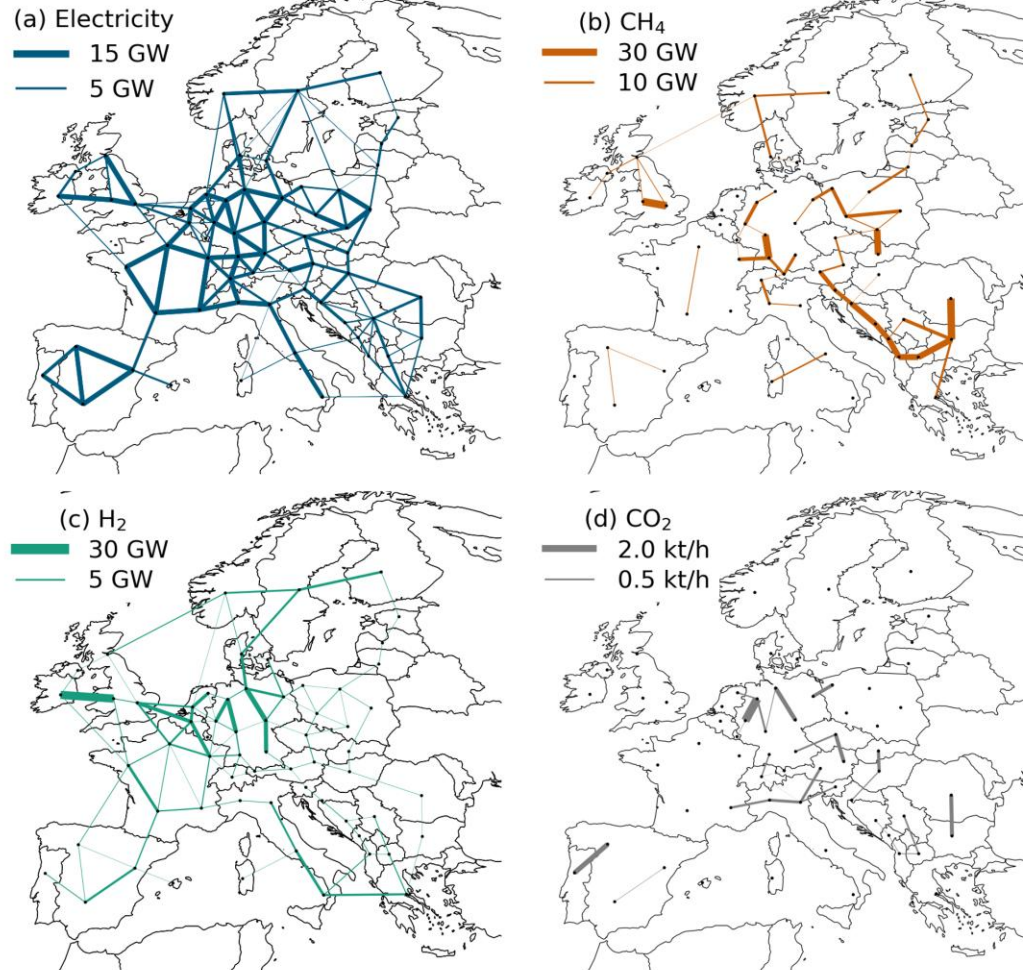 (a) Electricity
15 GW
5 GW
(b) CH₄
30 GW
10 GW
(c) H₂
30 GW
5 GW
(d) CO₂
2.0 kt/h
0.5 kt/h